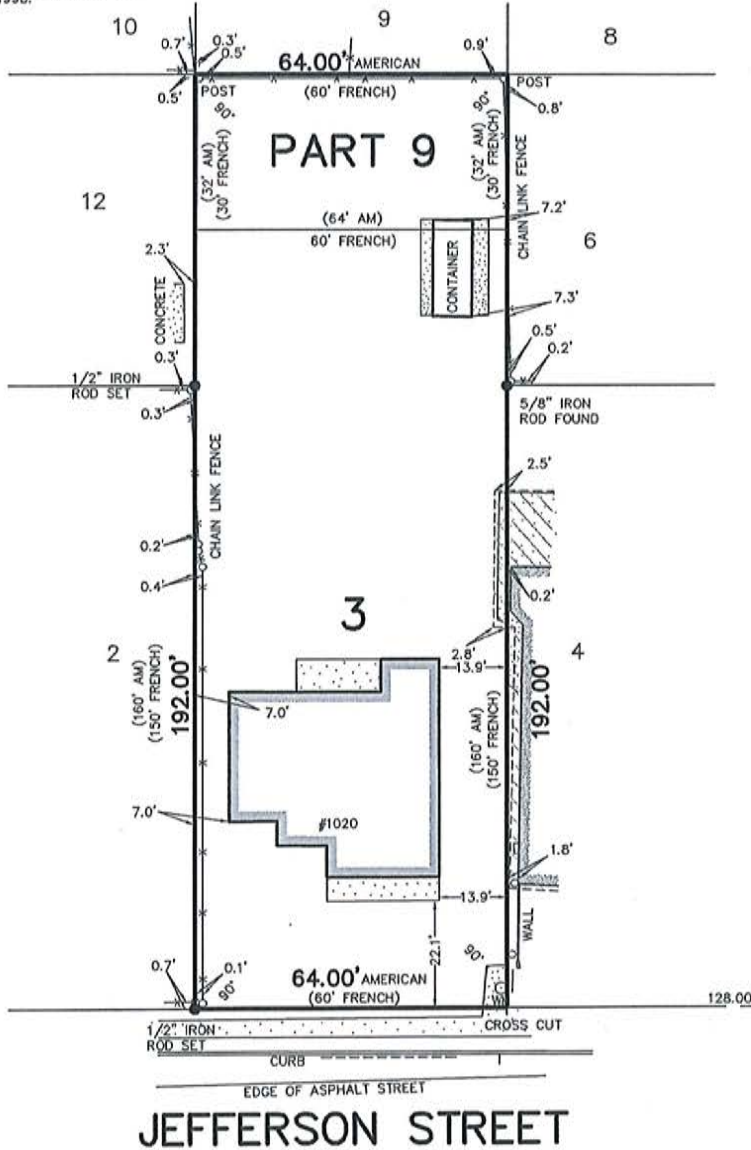 1998.
10
9
8
0.7'
0.3'
0.5'
64.00' AMERICAN
0.9'
0.5'
POST
(60' FRENCH)
POST
0.8'
90°
90°
(32' AM)
(30' FRENCH)
PART 9
(32' AM)
(30' FRENCH)
CHAIN LINK FENCE
12
(64' AM)
60' FRENCH)
7.2'
6
2.3'
CONCRETE
CONTAINER
7.3'
0.3'
0.5'
0.2'
1/2" IRON
ROD SET
0.3'
5/8" IRON
ROD FOUND
CHAIN LINK FENCE
2.5'
0.2'
0.4'
0.2'
3
2
2.8'
13.9'
4
(160' AM)
(150' FRENCH)
192.00'
7.0'
(160' AM)
(150' FRENCH)
192.00'
7.0'
#1020
1.8'
13.9'
WALL
22.1'
90°
0.7'
0.1'
90°
64.00' AMERICAN
(60' FRENCH)
W
128.00
1/2" IRON
ROD SET
CROSS CUT
CURB
EDGE OF ASPHALT STREET
JEFFERSON STREET